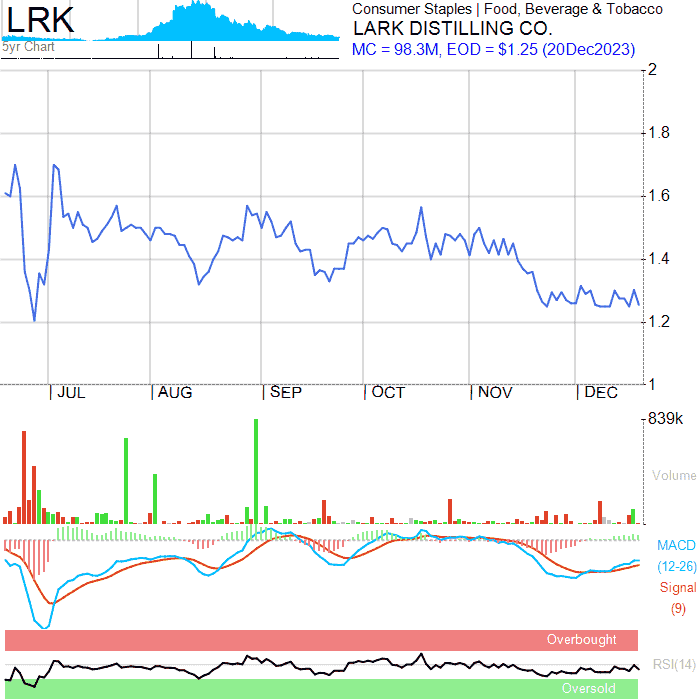 LRK
Consumer Staples | Food, Beverage & Tobacco
LARK DISTILLING CO.
MC = 98.3M, EOD = $1.25 (20Dec2023)
5yr Chart
2
1.8
1.6
1.4
1.2
1
JUL AUG SEP OCT NOV DEC
839k
Volume
MACD
(12-26)
Signal
(9)
Overbought
RSI(14)
Oversold